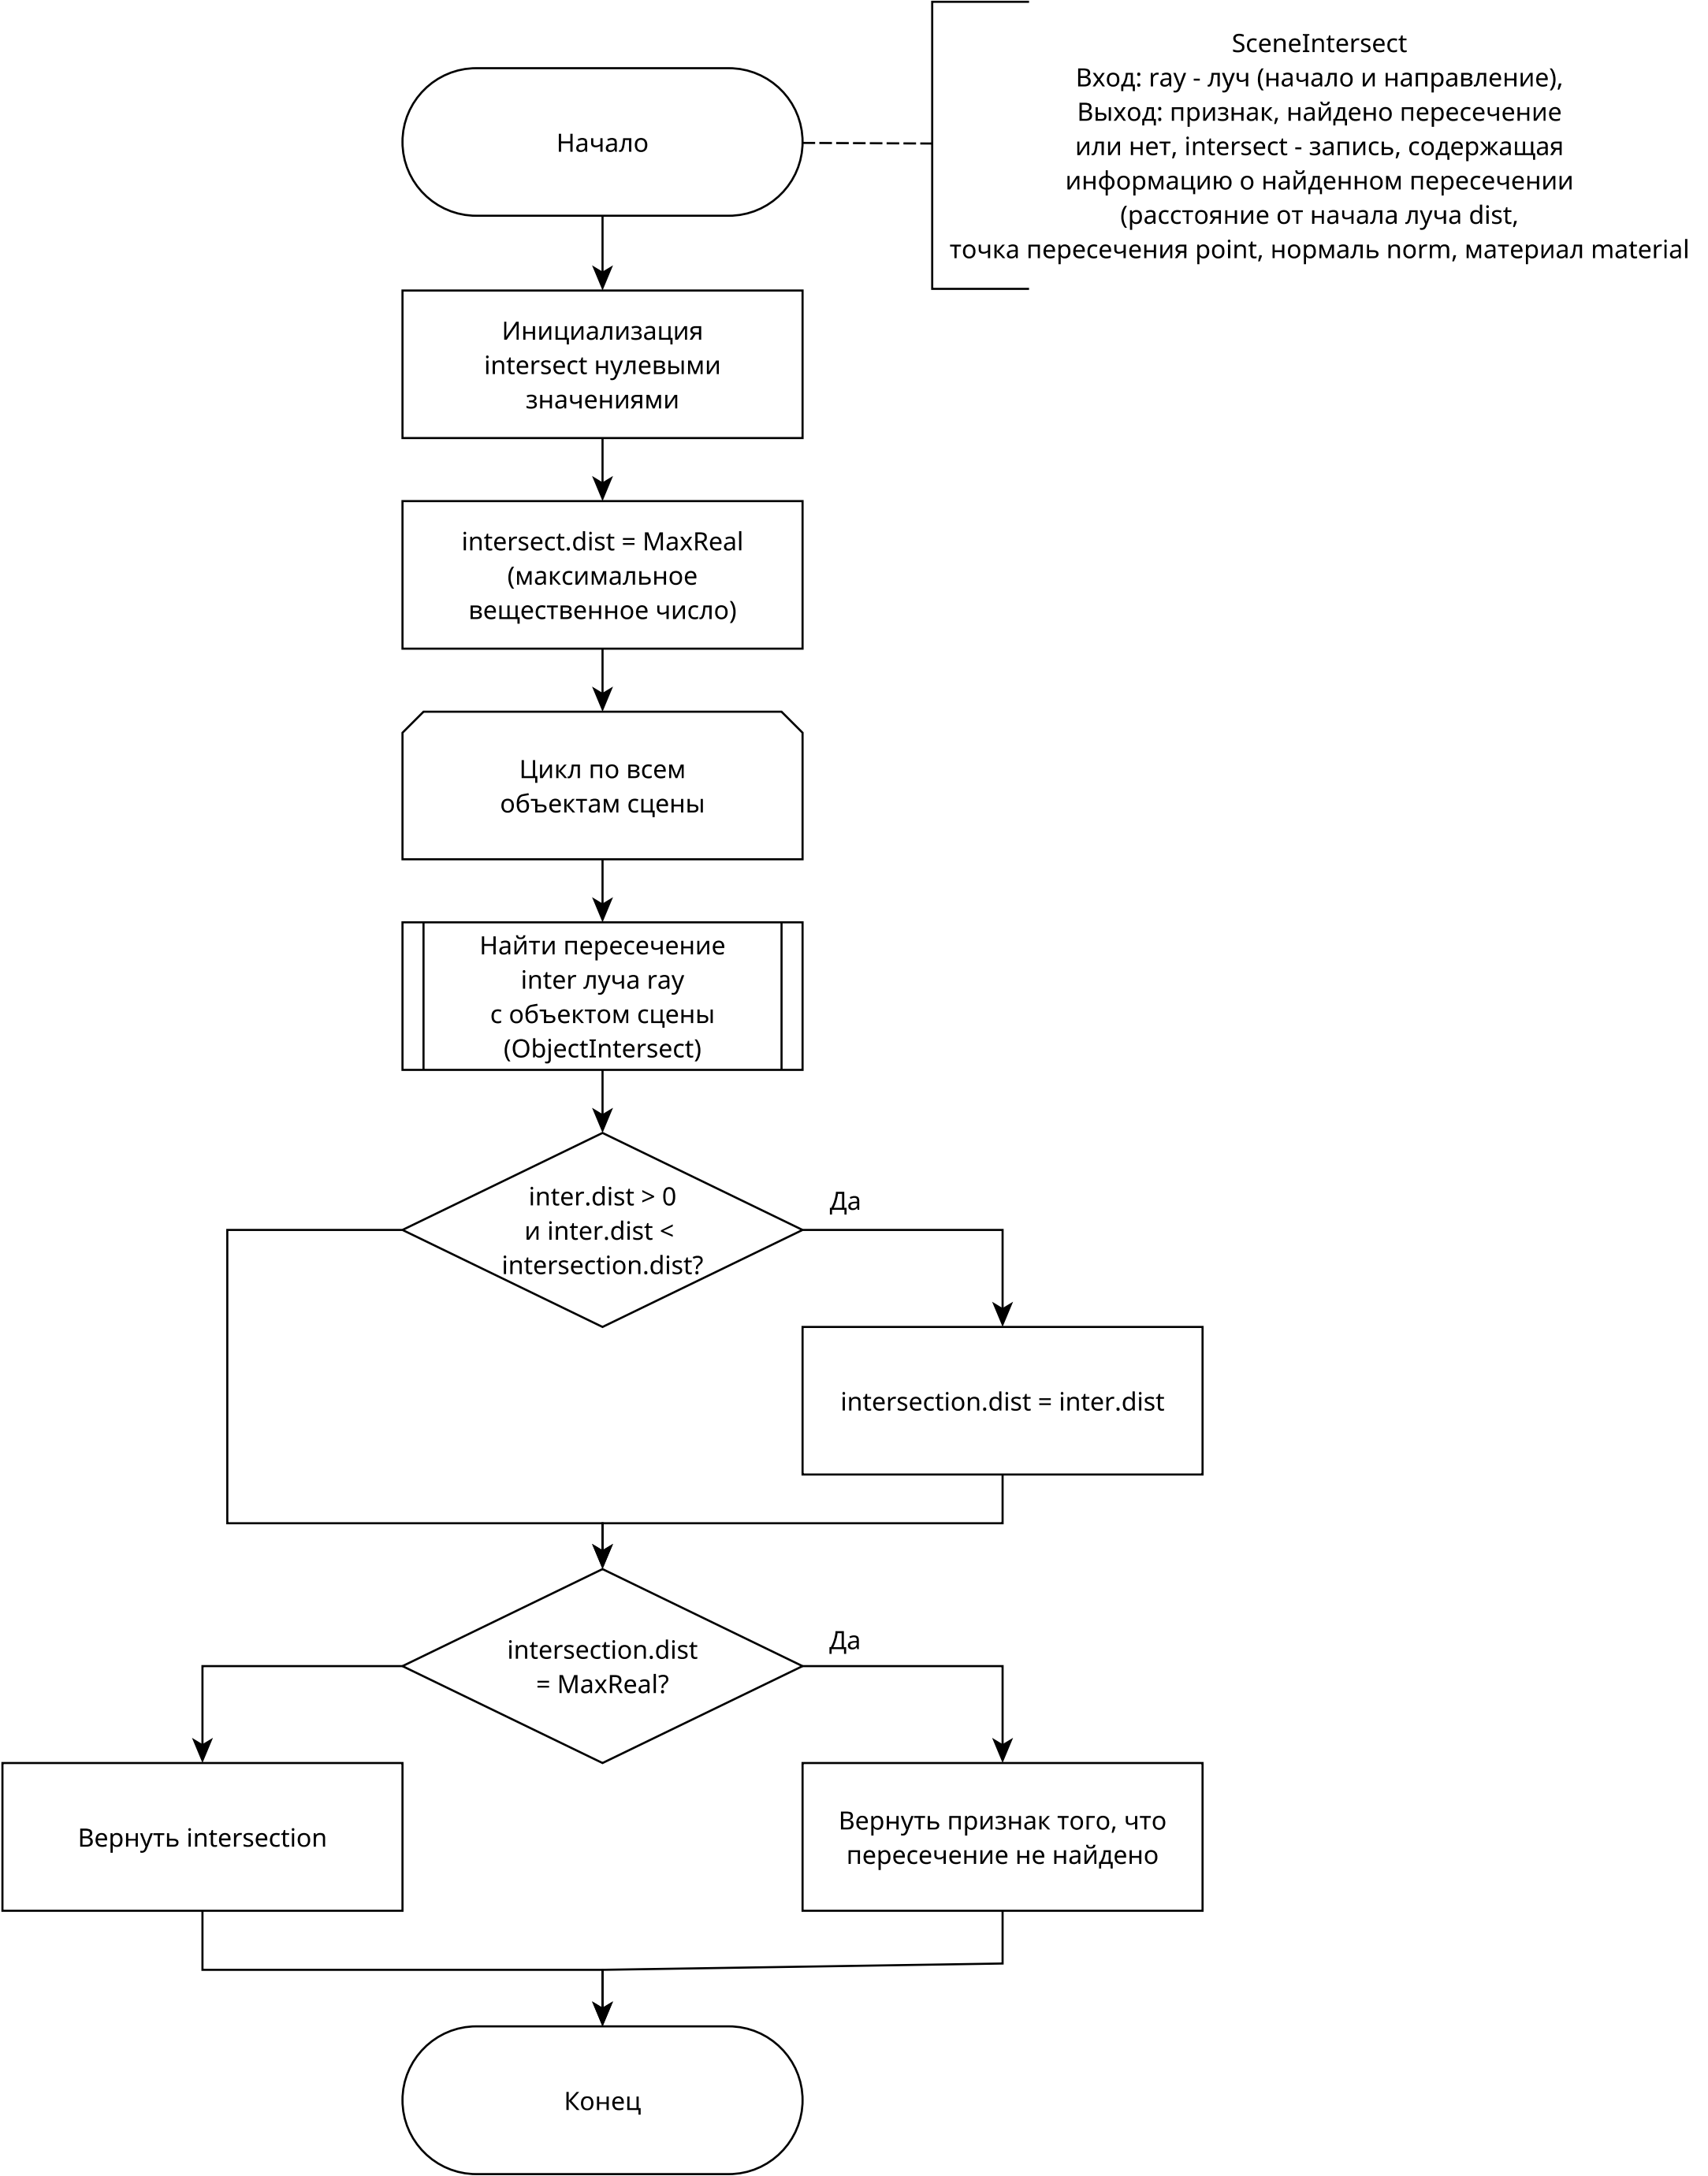 SceneIntersect
Вход: ray - луч (начало и направление),
Выход: признак, найдено пересечение
или нет, intersect - запись, содержащая
информацию о найденном пересечении
(расстояние от начала луча dist,
точка пересечения point, нормаль norm, материал material
Начало
Инициализация
intersect нулевыми
значениями
intersect.dist = MaxReal
(максимальное
вещественное число)
Цикл по всем
объектам сцены
Найти пересечение
inter луча ray
с объектом сцены
(ObjectIntersect)
inter.dist > 0
и inter.dist <
intersection.dist?
Да
intersection.dist = inter.dist
intersection.dist
= MaxReal?
Да
Вернуть intersection
Вернуть признак того, что
пересечение не найдено
Конец